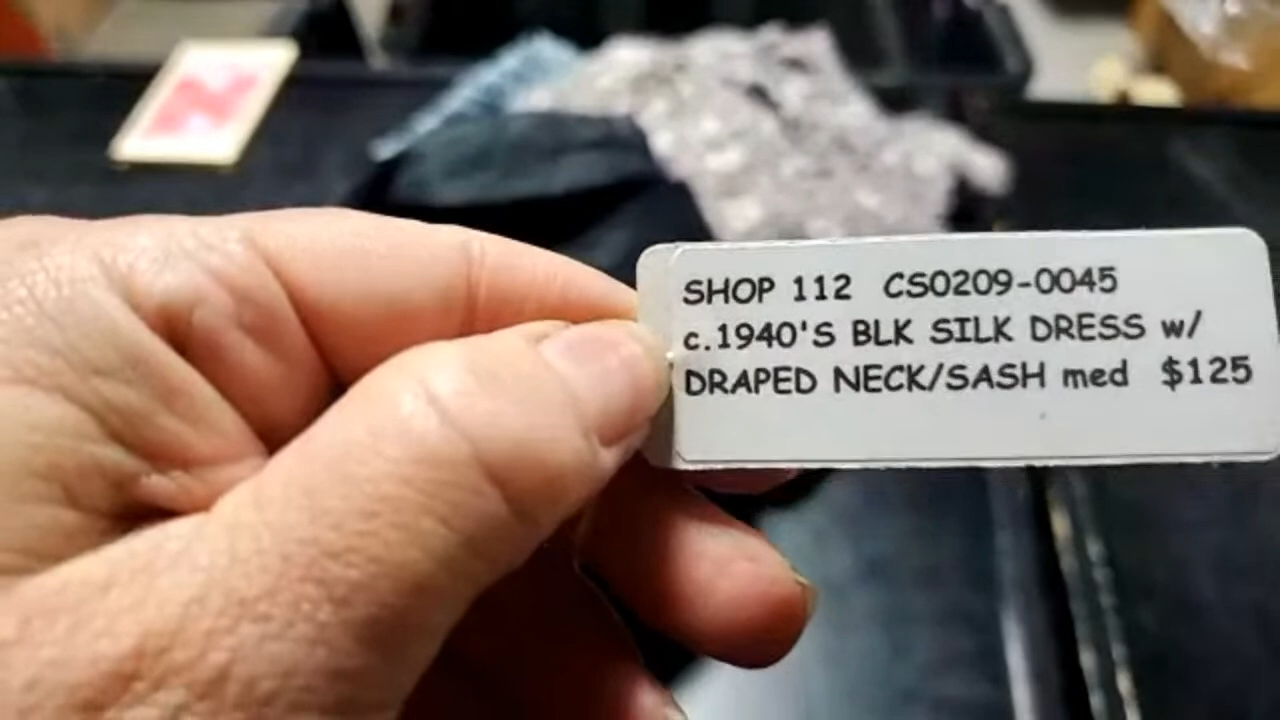 SHOP 112 CS0209-0045
c.1940'S BLK SILK DRESS w/
DRAPED NECK/SASH med $125